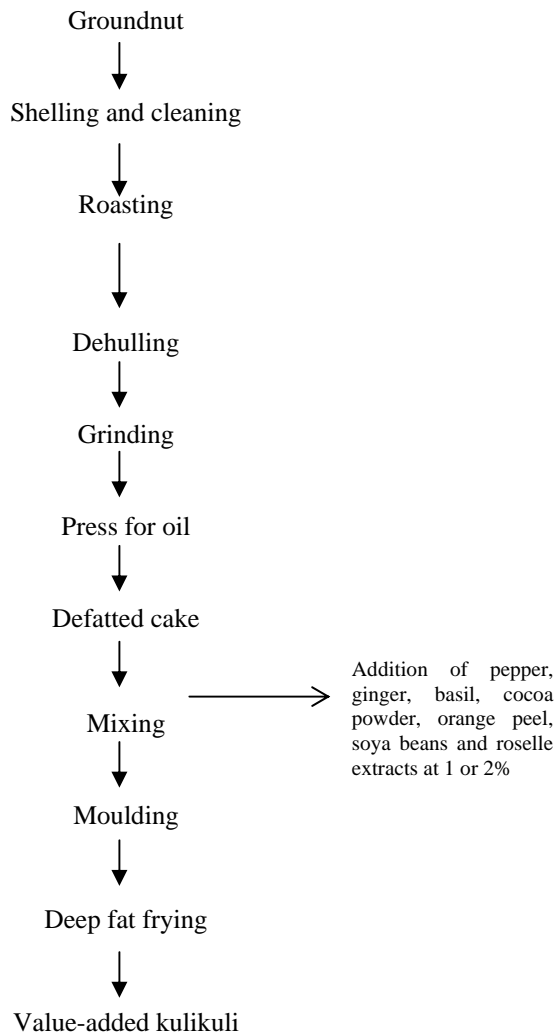 Groundnut
Shelling and cleaning
Roasting
Dehulling
Grinding
Press for oil
Defatted cake
Addition of pepper,
ginger, basil, cocoa
powder, orange peel,
soya beans and roselle
extracts at 1 or 2%
Mixing
Moulding
Deep fat frying
Value-added kulikuli